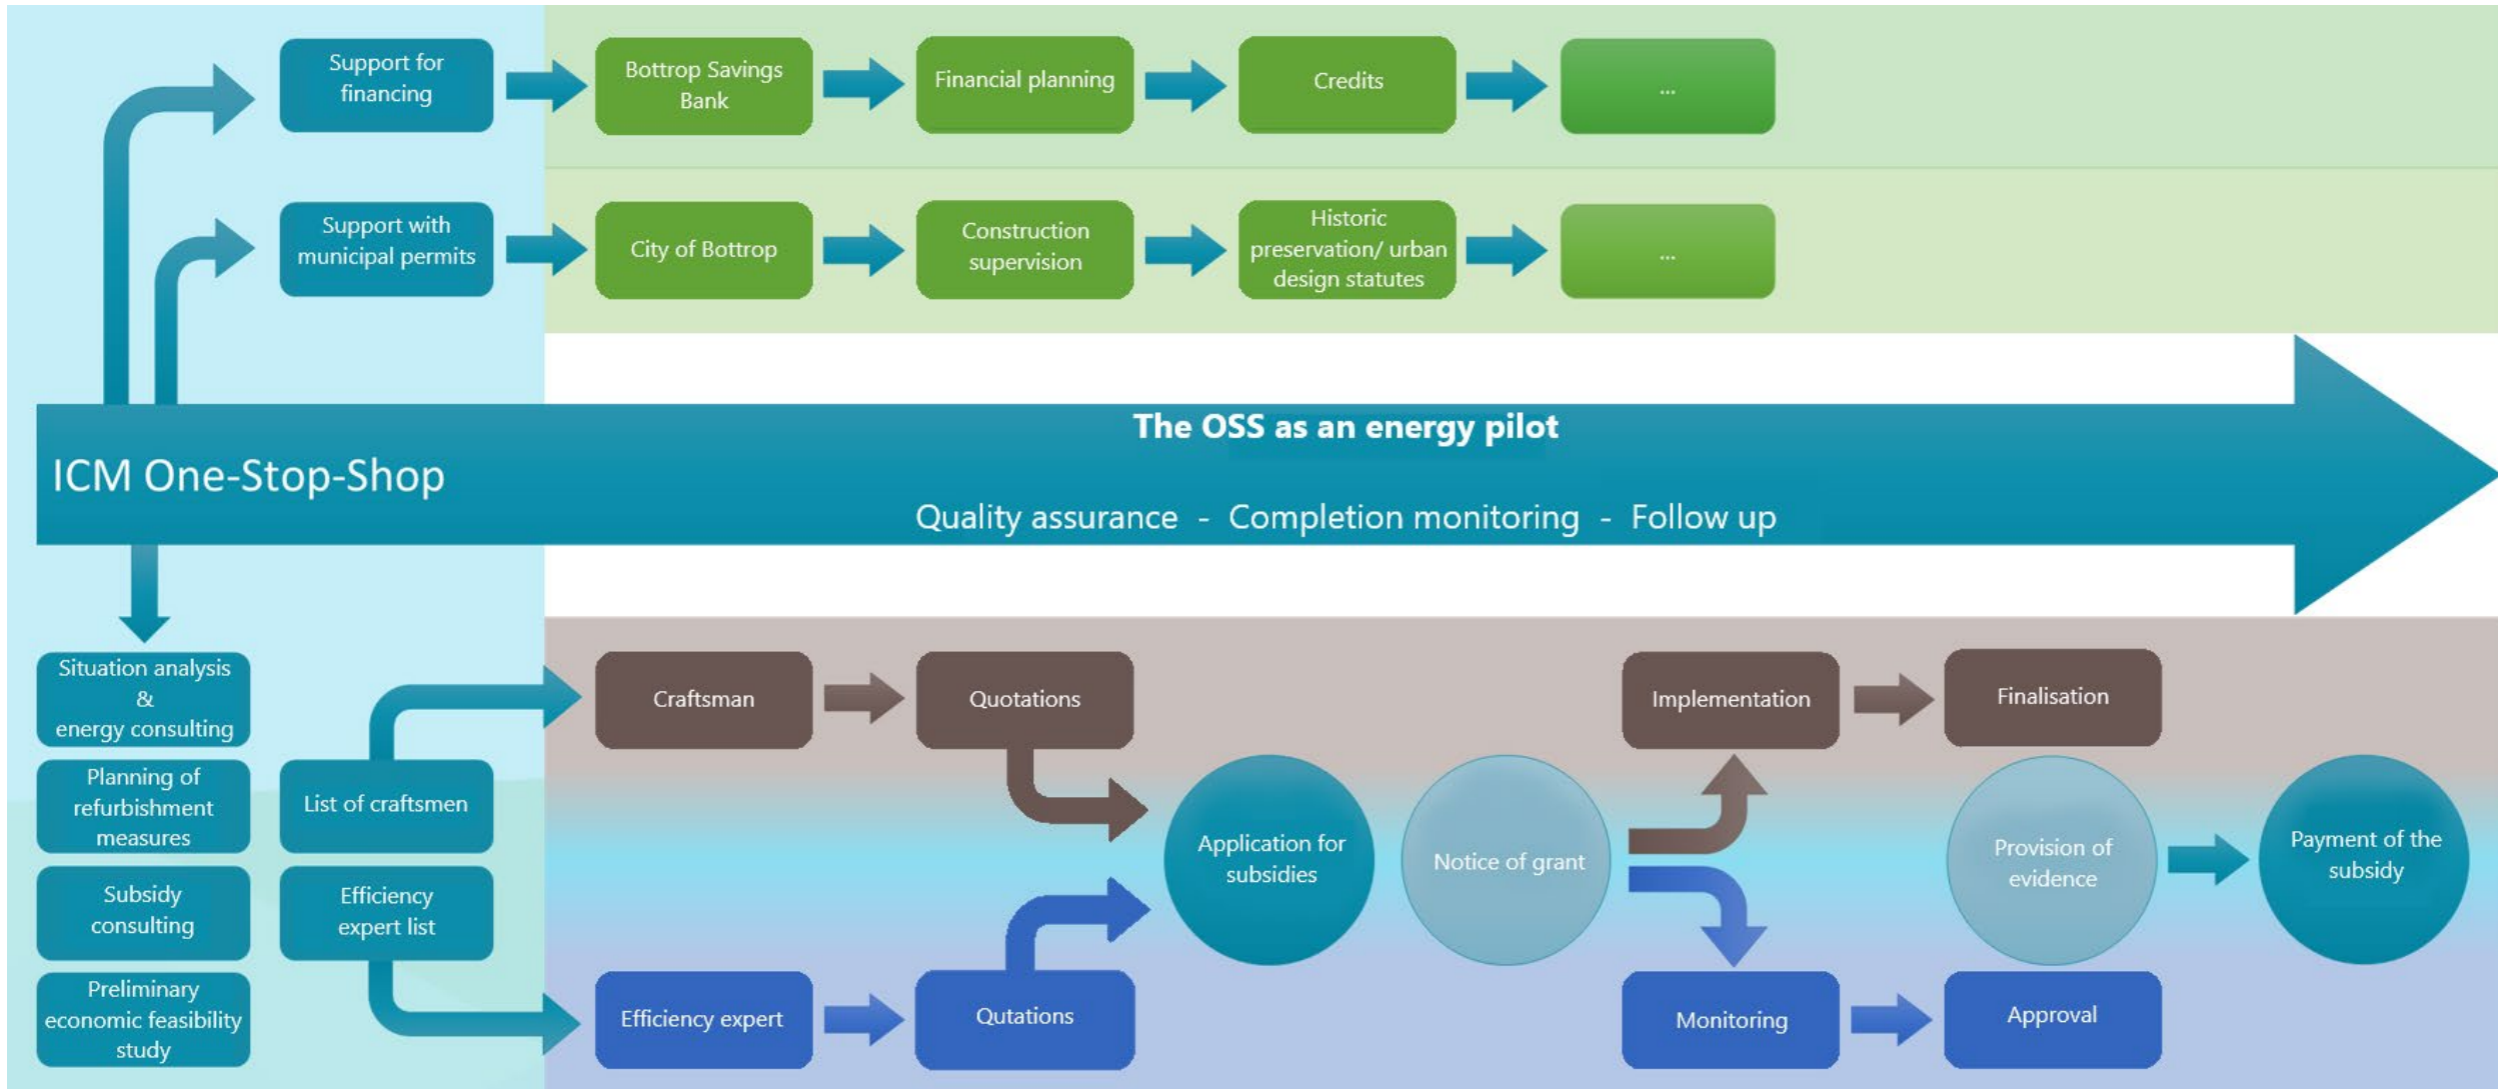 Support for
financing
Bottrop Savings
Bank
Financial planning
Credits
...
Support with
municipal permits
City of Bottrop
Construction
supervision
Historic
preservation/ urban
design statutes
...
The OSS as an energy pilot
ICM One-Stop-Shop
Quality assurance - Completion monitoring - Follow up
Situation analysis
&
energy consulting
Planning of
refurbishment
measures
Subsidy
consulting
Preliminary
economic feasibility
study
List of craftsmen
Efficiency
expert list
Craftsman
Quotations
Efficiency expert
Qutations
Application for
subsidies
Notice of grant
Implementation
Finalisation
Monitoring
Approval
Provision of
evidence
Payment of the
subsidy